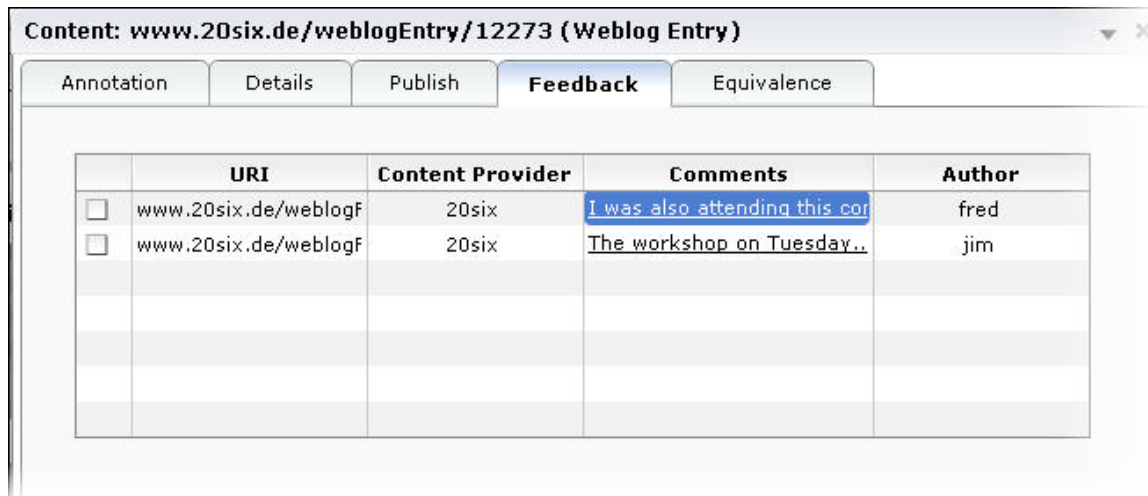 Content: www.20six.de/weblogEntry/12273 (Weblog Entry)
Annotation Details Publish Feedback Equivalence
URI Content Provider Comments Author
www.20six.de/weblogF 20six I was also attending this cor fred
www.20six.de/weblogF 20six The workshop on Tuesday.. jim